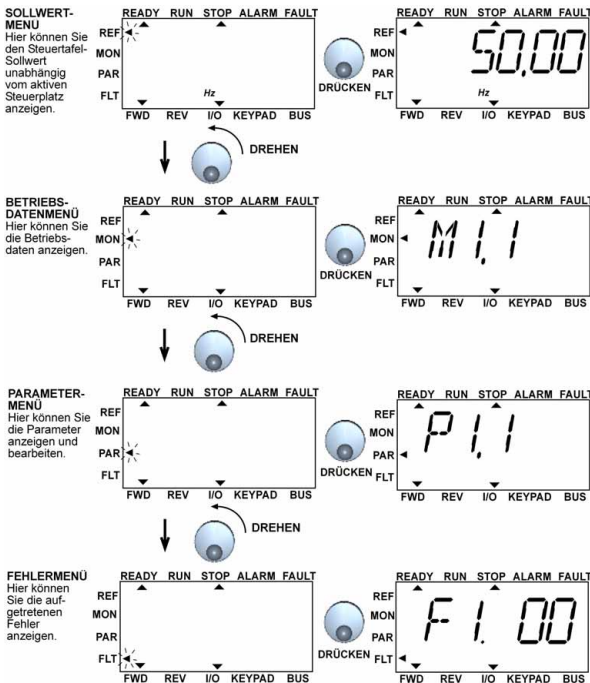 SOLLWERT-
MENU
Hier können Sie
den Steuertafel-
Sollwert
unabhängig
vom aktiven
Steuerplatz
anzeigen.
READY RUN STOP ALARM FAULT
REF
MON
PAR
FLT
Hz
FWD REV I/O KEYPAD BUS
DRÜCKEN
READY RUN STOP ALARM FAULT
REF
MON
PAR
FLT
50,00
Hz
FWD REV I/O KEYPAD BUS
DREHEN
BETRIEBS-
DATENMENÜ
Hier können Sie
die Betriebs-
daten anzeigen.
READY RUN STOP ALARM FAULT
REF
MON
PAR
FLT
FWD REV I/O KEYPAD BUS
DRÜCKEN
READY RUN STOP ALARM FAULT
REF
MON
PAR
FLT
M1.1
FWD REV I/O KEYPAD BUS
DREHEN
PARAMETER-
MENÜ
Hier können Sie
die Parameter
anzeigen und
bearbeiten.
READY RUN STOP ALARM FAULT
REF
MON
PAR
FLT
FWD REV I/O KEYPAD BUS
DRÜCKEN
READY RUN STOP ALARM FAULT
REF
MON
PAR
FLT
P1.1
FWD REV I/O KEYPAD BUS
DREHEN
FEHLERMENÜ
Hier können
Sie die auf-
getretenen
Fehler
anzeigen.
READY RUN STOP ALARM FAULT
REF
MON
PAR
FLT
FWD REV I/O KEYPAD BUS
DRÜCKEN
READY RUN STOP ALARM FAULT
REF
MON
PAR
FLT
F1. 00
FWD REV I/O KEYPAD BUS